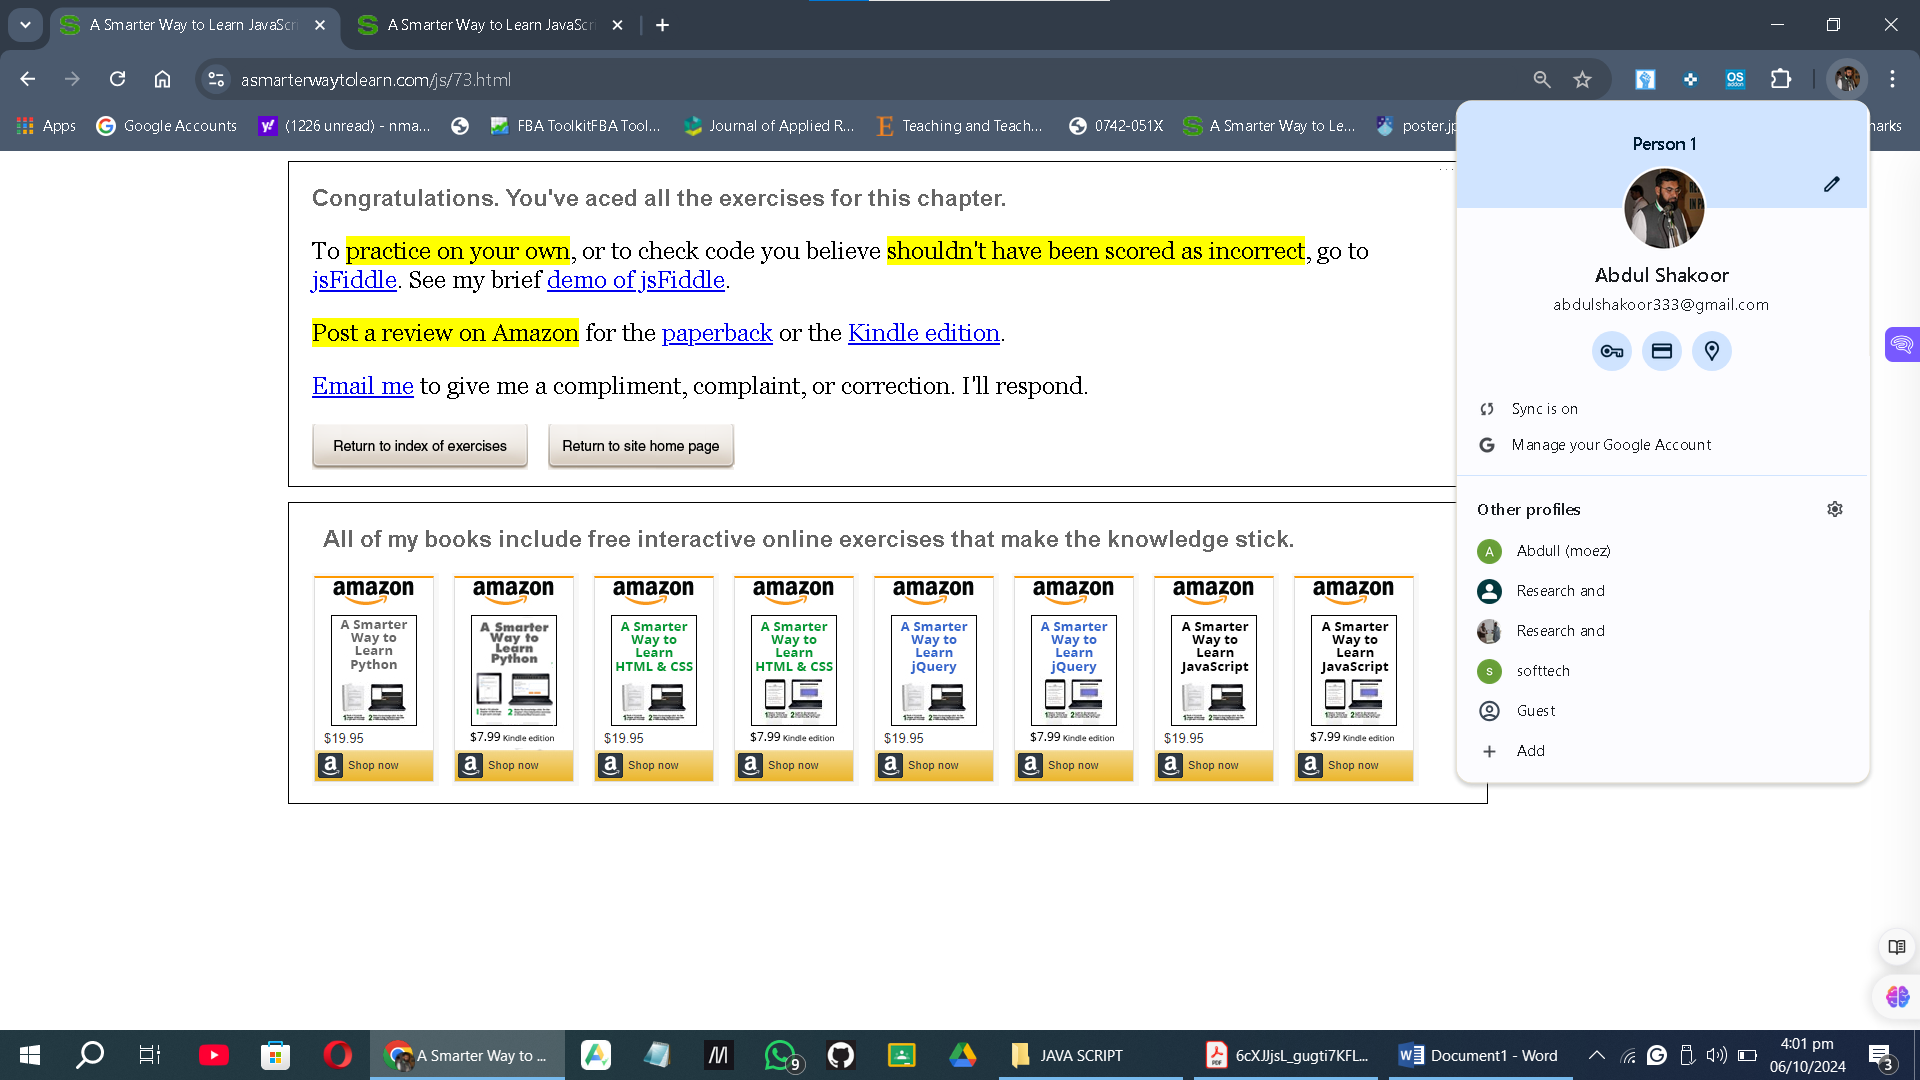 A Smarter Way to Learn JavaScri
A Smarter Way to Learn JavaScri
asmarterwaytolearn.com/js/73.html
Apps
Google Accounts
(1226 unread) - nma...
FBA ToolkitFBA Tool...
Journal of Applied R...
Teaching and Teach...
0742-051X
A Smarter Way to Le...
poster.jp
arks
OS
addon
Congratulations. You've aced all the exercises for this chapter.
To practice on your own, or to check code you believe shouldn't have been scored as incorrect, go to
jsFiddle. See my brief demo of jsFiddle.
Post a review on Amazon for the paperback or the Kindle edition.
Email me to give me a compliment, complaint, or correction. I'll respond.
Return to index of exercises
Return to site home page
All of my books include free interactive online exercises that make the knowledge stick.
amazon
A Smarter
Way to
Learn
Python
$19.95
Shop now
amazon
A Smarter
Way to
Learn
Python
$7.99 Kindle edition
Shop now
amazon
A Smarter
Way to
Learn
HTML & CSS
$19.95
Shop now
amazon
A Smarter
Way to
Learn
HTML & CSS
$7.99 Kindle edition
Shop now
amazon
A Smarter
Way to
Learn
jQuery
$19.95
Shop now
amazon
A Smarter
Way to
Learn
jQuery
$7.99 Kindle edition
Shop now
amazon
A Smarter
Way to
Learn
JavaScript
$19.95
Shop now
amazon
A Smarter
Way to
Learn
JavaScript
$7.99 Kindle edition
Shop now
Person 1
Abdul Shakoor
abdulshakoor333@gmail.com
Sync is on
Manage your Google Account
Other profiles
A
Abdull (moez)
Research and
Research and
s
softtech
Guest
Add
A Smarter Way to ...
9
JAVA SCRIPT
6cXJJjsL_gugti7KFL...
Document1 - Word
4:01 pm
06/10/2024
3